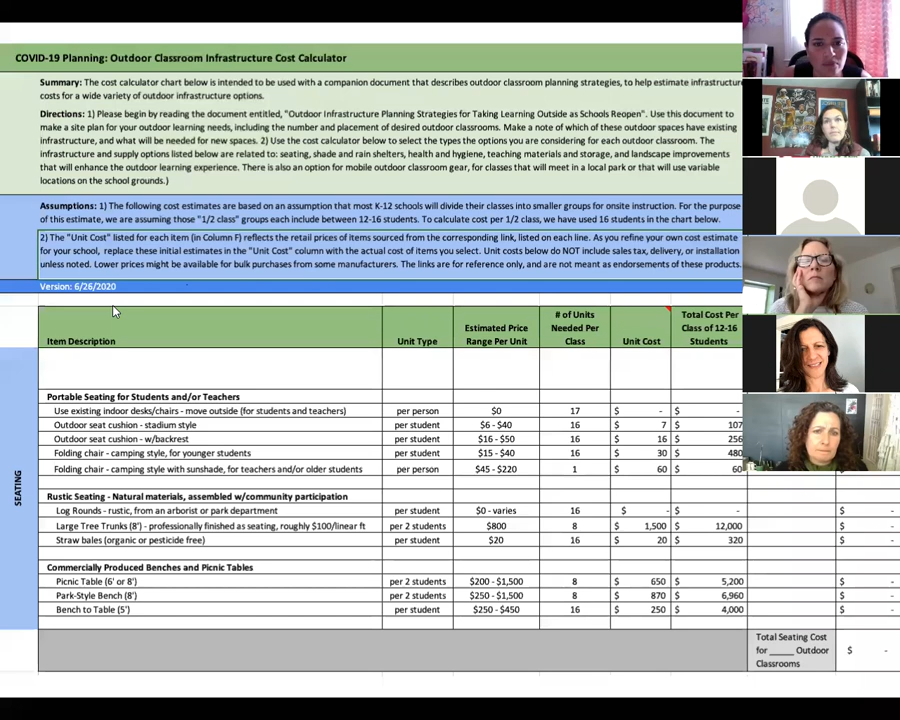 COVID-19 Planning: Outdoor Classroom Infrastructure Cost Calculator
Summary: The cost calculator chart below is intended to be used with a companion document that describes outdoor classroom planning strategies, to help estimate infrastructure
costs for a wide variety of outdoor infrastructure options.
Directions: 1) Please begin by reading the document entitled, "Outdoor Infrastructure Planning Strategies for Taking Learning Outside as Schools Reopen". Use this document to
make a site plan for your outdoor learning needs, including the number and placement of desired outdoor classrooms. Make a note of which of these outdoor spaces have existing
infrastructure, and what will be needed for new spaces. 2) Use the cost calculator below to select the types the options you are considering for each outdoor classroom. The
infrastructure and supply options listed below are related to: seating, shade and rain shelters, health and hygiene, teaching materials and storage, and landscape improvements
that will enhance the outdoor learning experience. There is also an option for mobile outdoor classroom gear, for classes that will meet in a local park or that will use variable
locations on the school grounds.)
Assumptions: 1) The following cost estimates are based on an assumption that most K-12 schools will divide their classes into smaller groups for onsite instruction. For the purpose
of this estimate, we are assuming those "1/2 class" groups each include between 12-16 students. To calculate cost per 1/2 class, we have used 16 students in the chart below.
2) The "Unit Cost" listed for each item (in Column F) reflects the retail prices of items sourced from the corresponding link, listed on each line. As you refine your own cost estimate
for your school, replace these initial estimates in the "Unit Cost" column with the actual cost of items you select. Unit costs below do NOT include sales tax, delivery, or installation
unless noted. Lower prices might be available for bulk purchases from some manufacturers. The links are for reference only, and are not meant as endorsements of these products.
Version: 6/26/2020
Item Description Unit Type Estimated Price Range Per Unit # of Units Needed Per Class Unit Cost Total Cost Per Class of 12-16 Students
SEATING
Portable Seating for Students and/or Teachers
Use existing indoor desks/chairs - move outside (for students and teachers) per person $0 17 $ - $ -
Outdoor seat cushion - stadium style per student $6 - $40 16 $ 7 $ 107
Outdoor seat cushion - w/backrest per student $16 - $50 16 $ 16 $ 256
Folding chair - camping style, for younger students per student $15 - $40 16 $ 30 $ 480
Folding chair - camping style with sunshade, for teachers and/or older students per person $45 - $220 1 $ 60 $ 60 $ -
Rustic Seating - Natural materials, assembled w/community participation
Log Rounds - rustic, from an arborist or park department per student $0 - varies 16 $ - $ - $ -
Large Tree Trunks (8') - professionally finished as seating, roughly $100/linear ft per 2 students $800 8 $ 1,500 $ 12,000 $ -
Straw bales (organic or pesticide free) per student $20 16 $ 20 $ 320 $ -
Commercially Produced Benches and Picnic Tables
Picnic Table (6' or 8') per 2 students $200 - $1,500 8 $ 650 $ 5,200 $ -
Park-Style Bench (8') per 2 students $250 - $1,500 8 $ 870 $ 6,960 $ -
Bench to Table (5') per student $250 - $450 16 $ 250 $ 4,000 $ -
Total Seating Cost
for _____ Outdoor $ -
Classrooms